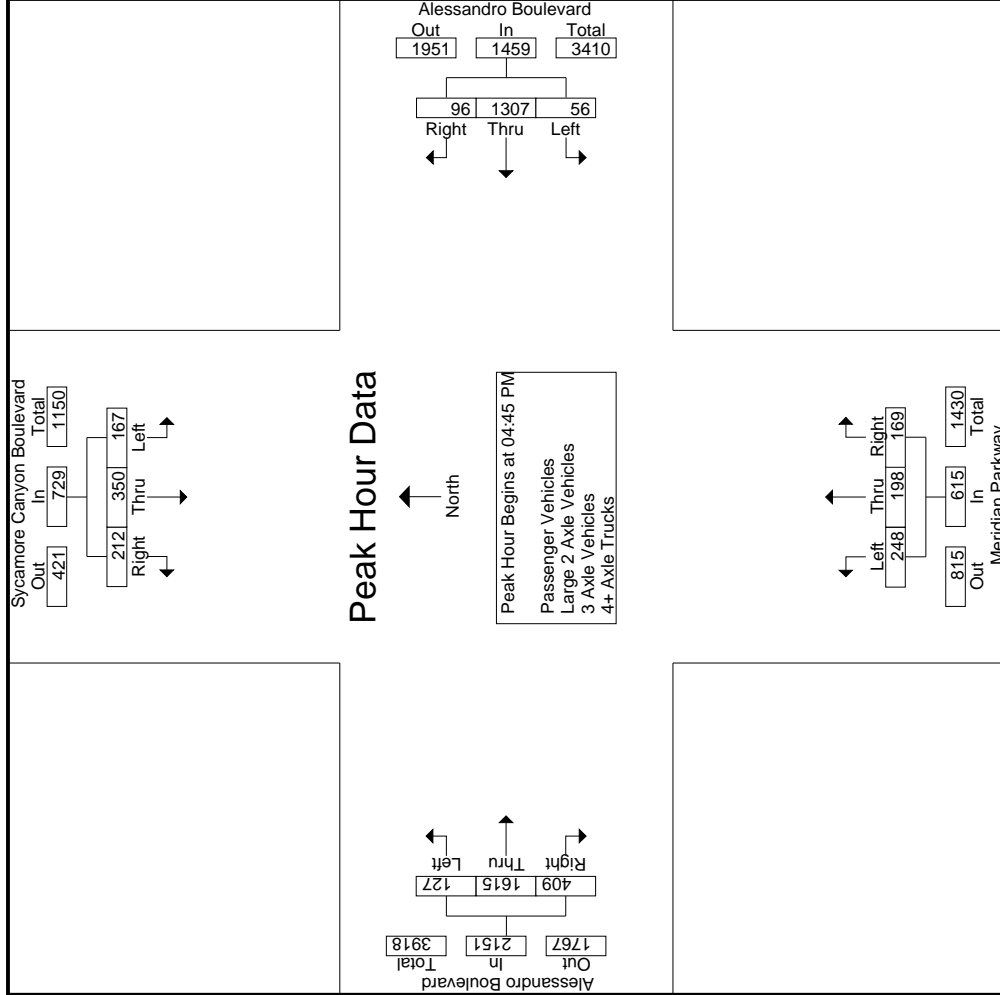 Alessandro Boulevard
Out In Total
1951 1459 3410
96 1307 56
Right Thru Left
Sycamore Canyon Boulevard
Out In Total
421 729 1150
212 350 167
Right Thru Left
Peak Hour Data
North
Peak Hour Begins at 04:45 PM
Passenger Vehicles
Large 2 Axle Vehicles
3 Axle Vehicles
4+ Axle Trucks
Left Thru Right
248 198 169
815 615 1430
Out In Total
Meridian Parkway
Left Thru Right
127 1615 409
3918 2151 1767
Total In Out
Alessandro Boulevard